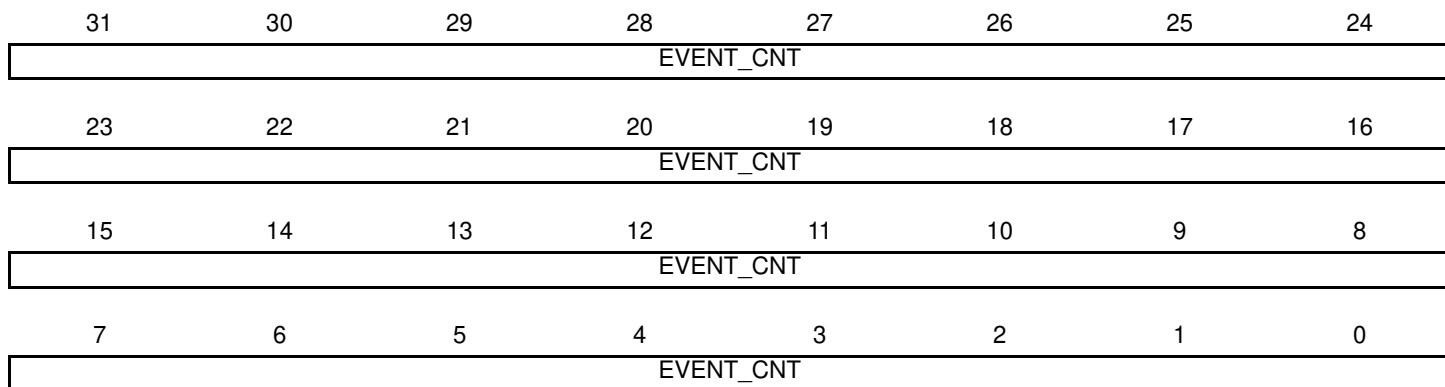 31 30 29 28 27 26 25 24
EVENT_CNT
23 22 21 20 19 18 17 16
EVENT_CNT
15 14 13 12 11 10 9 8
EVENT_CNT
7 6 5 4 3 2 1 0
EVENT_CNT